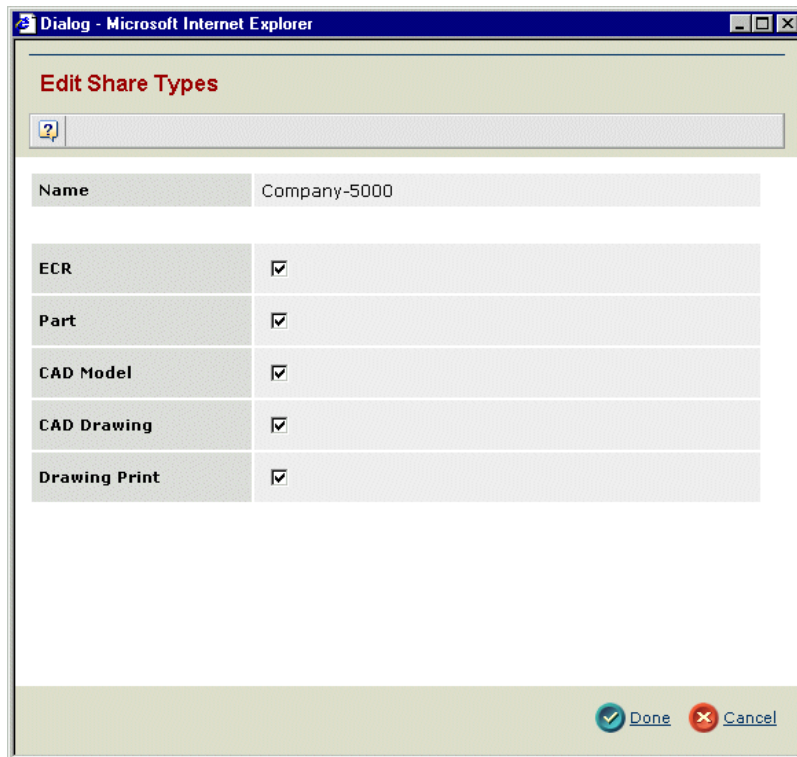 Dialog - Microsoft Internet Explorer
Edit Share Types
?
Name Company-5000
ECR
Part
CAD Model
CAD Drawing
Drawing Print
Done Cancel